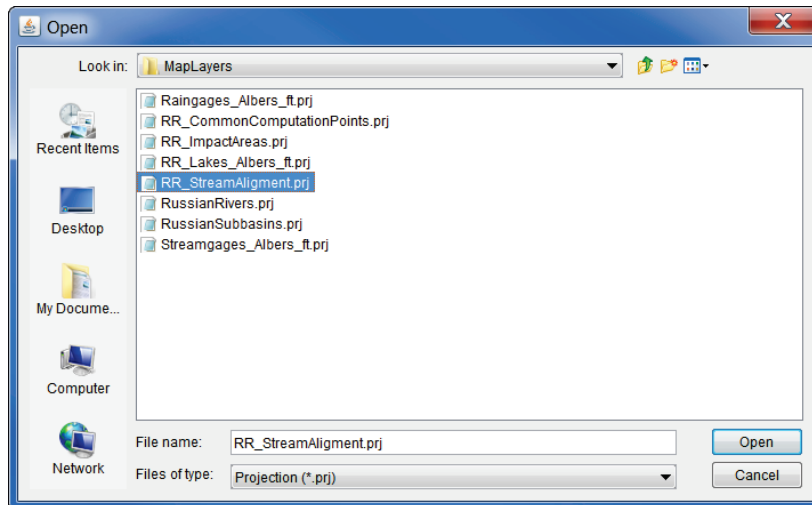 Open
Look in: MapLayers
Raingages_Albers_ft.prj
RR_CommonComputationPoints.prj
RR_ImpactAreas.prj
RR_Lakes_Albers_ft.prj
RR_StreamAligment.prj
RussianRivers.prj
RussianSubbasins.prj
Streamgages_Albers_ft.prj
Recent Items
Desktop
My Docume...
Computer
Network
File name: RR_StreamAligment.prj Open
Files of type: Projection (*.prj) Cancel